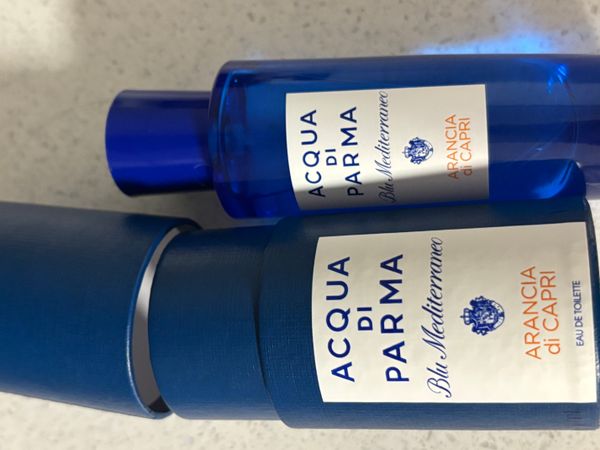 ACQUA
DI
PARMA
Blu Mediterraneo
ARANCIA
di CAPRI
ACQUA
DI
PARMA
Blu Mediterraneo
ARANCIA
di CAPRI
EAU DE TOILETTE